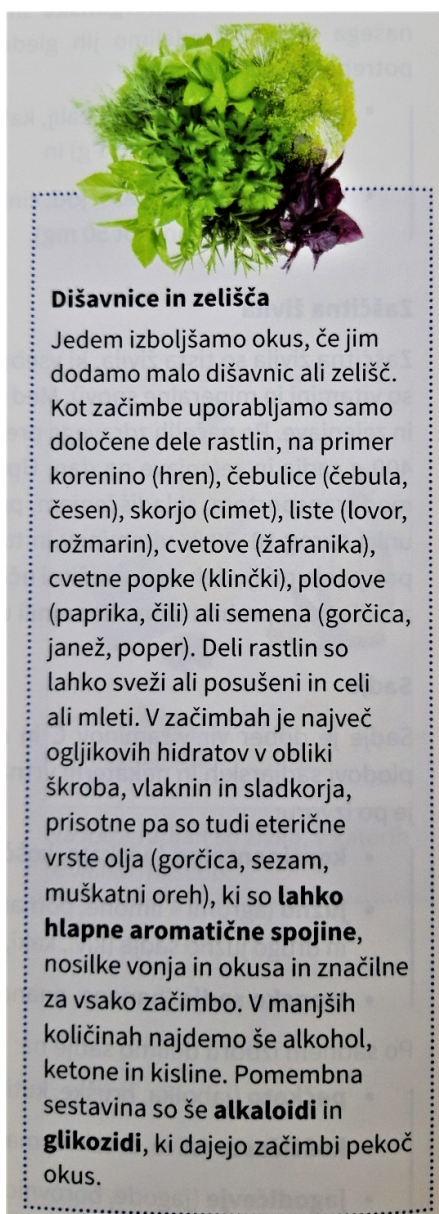 Dišavnice in zelišča
Jedem izboljšamo okus, če jim
dodamo malo dišavnic ali zelišč.
Kot začimbe uporabljamo samo
določene dele rastlin, na primer
korenino (hren), čebulice (čebula,
česen), skorjo (cimet), liste (lovor,
rožmarin), cvetove (žafranika),
cvetne popke (klinčki), plodove
(paprika, čili) ali semena (gorčica,
janež, poper). Deli rastlin so
lahko sveži ali posušeni in celi
ali mleti. V začimbah je največ
ogljikovih hidratov v obliki
škroba, vlaknin in sladkorja,
prisotne pa so tudi eterične
vrste olja (gorčica, sezam,
muškatni oreh), ki so lahko
hlapne aromatične spojine,
nosilke vonja in okusa in značilne
za vsako začimbo. V manjših
količinah najdemo še alkohol,
ketone in kisline. Pomembna
sestavina so še alkaloidi in
glikozidi, ki dajejo začimbi pekoč
okus.